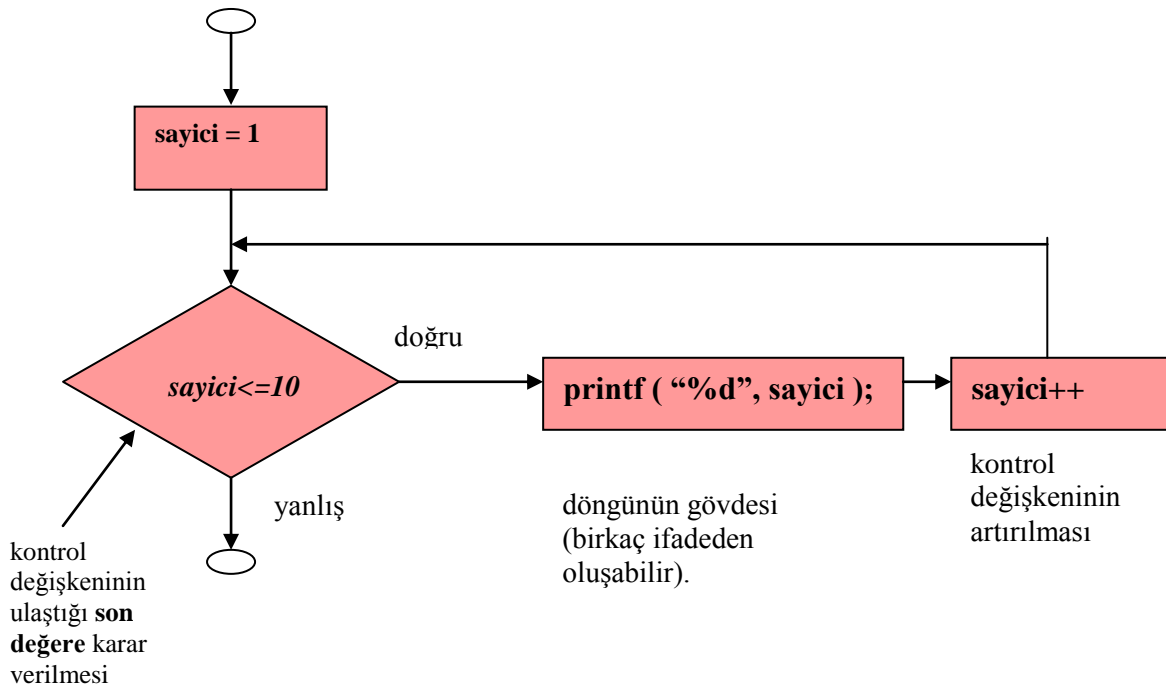 sayici = 1
doğru
sayici<=10
printf ( “%d”, sayici );
sayici++
yanlış
kontrol
değişkeninin
ulaştığı son
değere karar
verilmesi
döngünün gövdesi
(birkaç ifadeden
oluşabilir).
kontrol
değişkeninin
artırılması